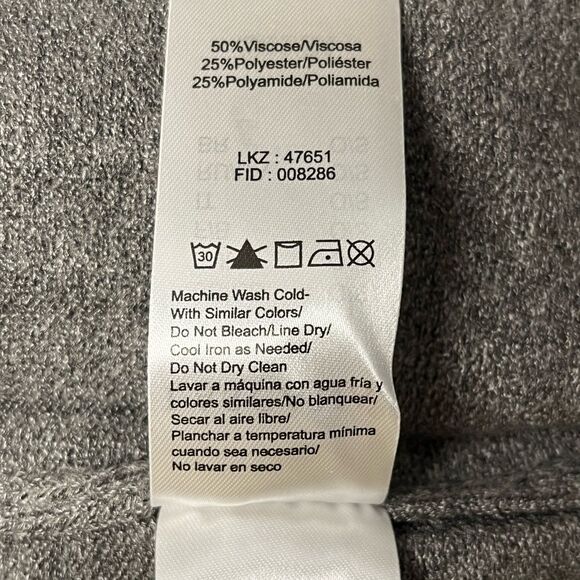 50%Viscose/Viscosa
25%Polyester/Poliéster
25%Polyamide/Poliamida
LKZ : 47651
FID : 008286
30
Machine Wash Cold-
With Similar Colors/
Do Not Bleach/Line Dry/
Cool Iron as Needed/
Do Not Dry Clean
Lavar a máquina con agua fría y
colores similares/No blanquear/
Secar al aire libre/
Planchar a temperatura mínima
cuando sea necesario/
No lavar en seco